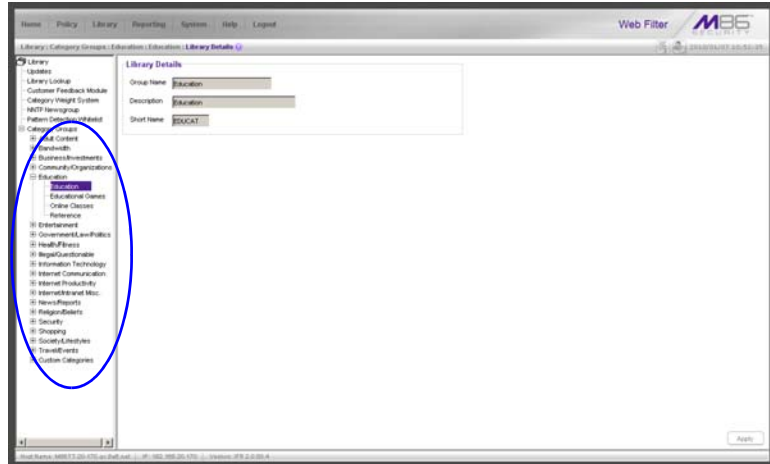 Home Policy Library Reporting System Help Logout
Web Filter
M86
SECURITY
Library : Category Groups : Education : Education : Library Details
Library
Updates
Library Lookup
Customer Feedback Module
Category Weight System
NNTP Newsgroup
Pattern Detection Whitelist
Category Groups
Adult Content
Bandwidth
Business/Investments
Community/Organizations
Education
Education
Educational Games
Online Classes
Reference
Entertainment
Government/Law/Politics
Health/Fitness
Illegal/Questionable
Information Technology
Internet Communication
Internet Productivity
Internet/Intranet Misc.
News/Reports
Religion/Beliefs
Security
Shopping
Society/Lifestyles
Travel/Events
Custom Categories
Library Details
Group Name Education
Description Education
Short Name EDUCAT
Apply
Host Name: